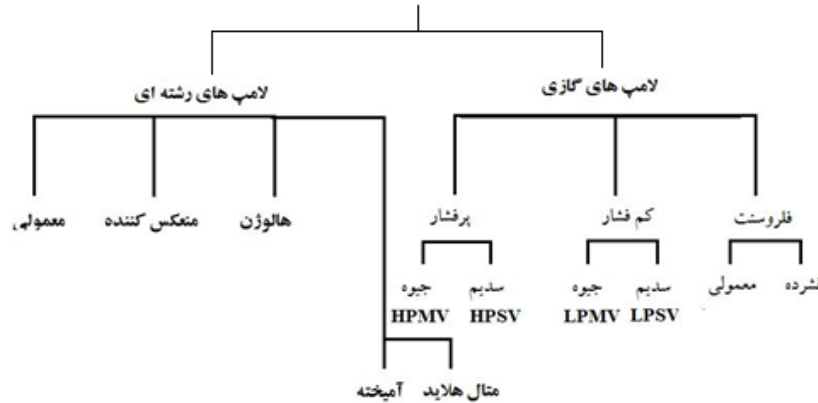 لامپ های گازی
لامپ های رشته ای
فلروسنت
کم فشار
پرفشار
هالوژن
منعکس کننده
معمولی
معمولی
سدیم
LPSV
جیوه
LPMV
سدیم
HPSV
جیوه
HPMV
متال هلاید
آمیخته